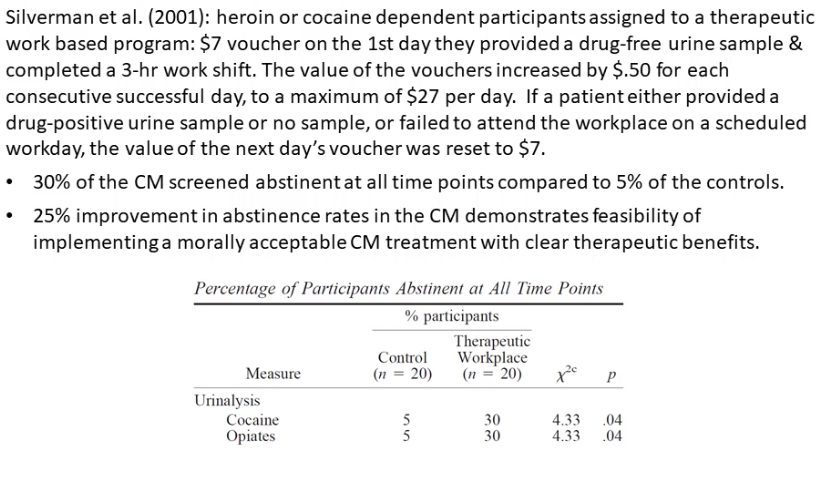 Silverman et al. (2001): heroin or cocaine dependent participants assigned to a therapeutic
work based program: $7 voucher on the 1st day they provided a drug-free urine sample &
completed a 3-hr work shift. The value of the vouchers increased by $.50 for each
consecutive successful day, to a maximum of $27 per day. If a patient either provided a
drug-positive urine sample or no sample, or failed to attend the workplace on a scheduled
workday, the value of the next day's voucher was reset to $7.
• 30% of the CM screened abstinent at all time points compared to 5% of the controls.
• 25% improvement in abstinence rates in the CM demonstrates feasibility of
implementing a morally acceptable CM treatment with clear therapeutic benefits.
Percentage of Participants Abstinent at All Time Points
% participants
Therapeutic
Control Workplace
Measure (n = 20) (n = 20) χ²ᶜ p
Urinalysis
Cocaine 5 30 4.33 .04
Opiates 5 30 4.33 .04